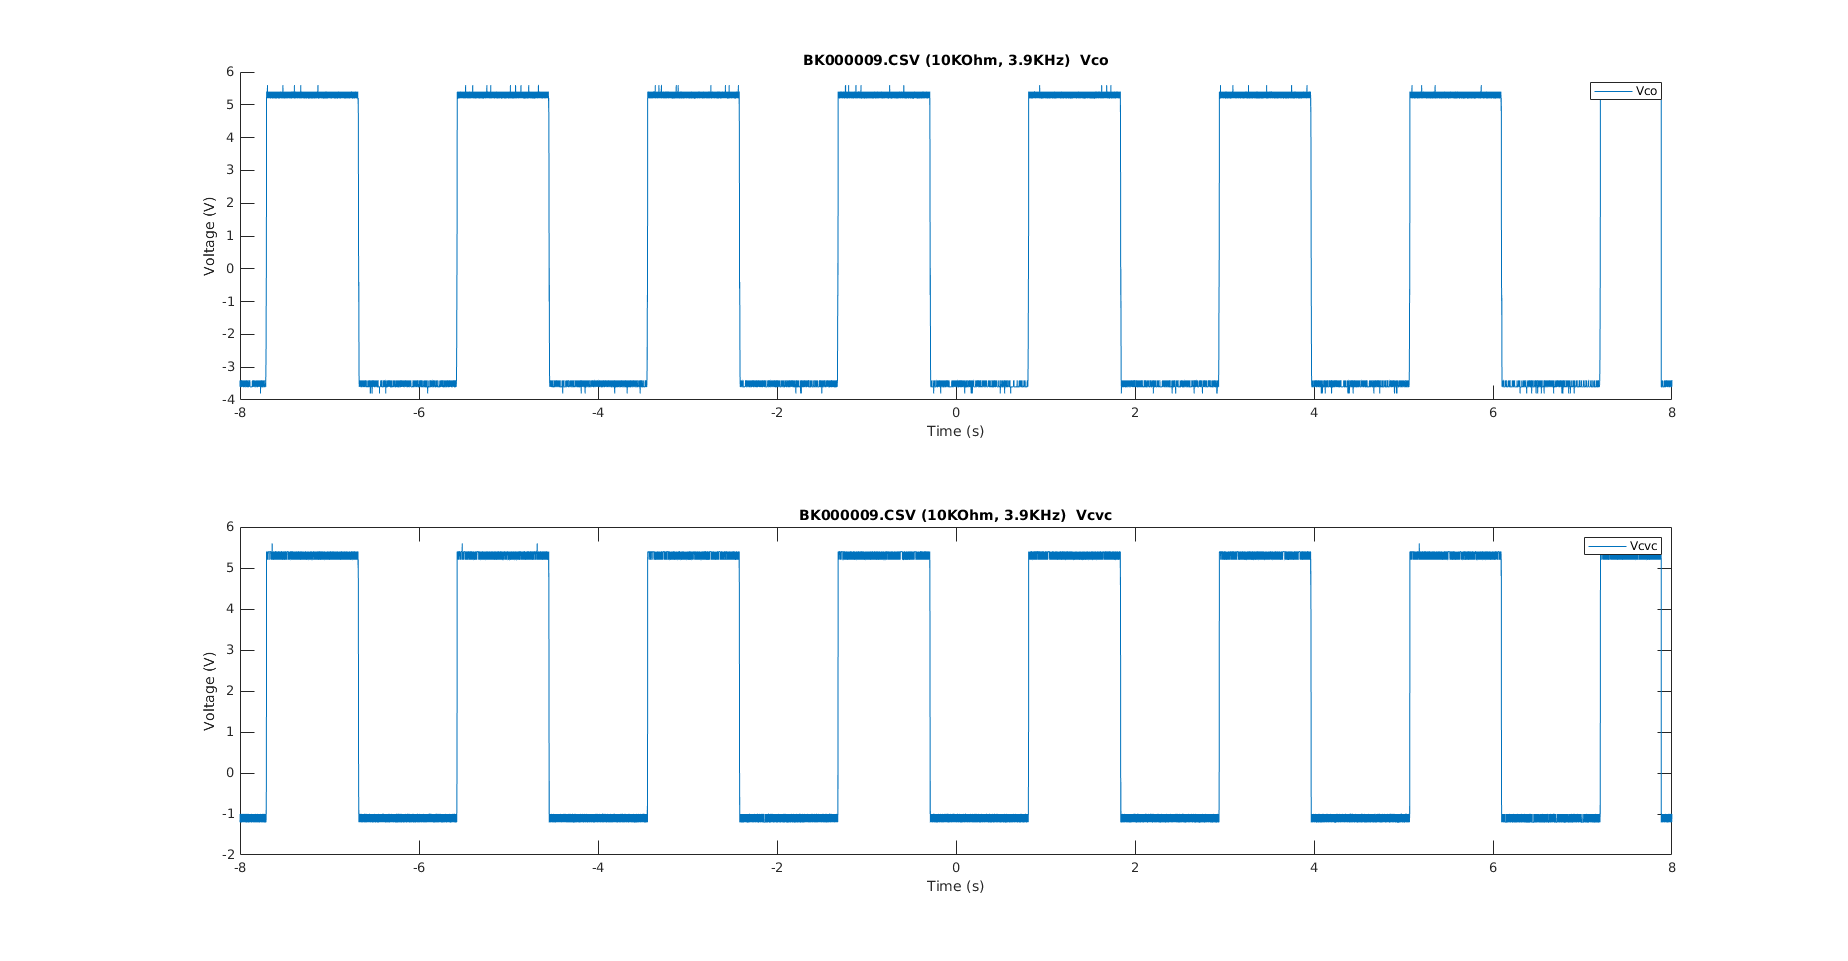 BK000009.CSV (10KOhm, 3.9KHz)  Vco
Vco
6
5
4
3
2
1
0
-1
-2
-3
-4
Voltage (V)
-8 -6 -4 -2 0 2 4 6 8
Time (s)
BK000009.CSV (10KOhm, 3.9KHz)  Vcvc
Vcvc
6
5
4
3
2
1
0
-1
-2
Voltage (V)
-8 -6 -4 -2 0 2 4 6 8
Time (s)